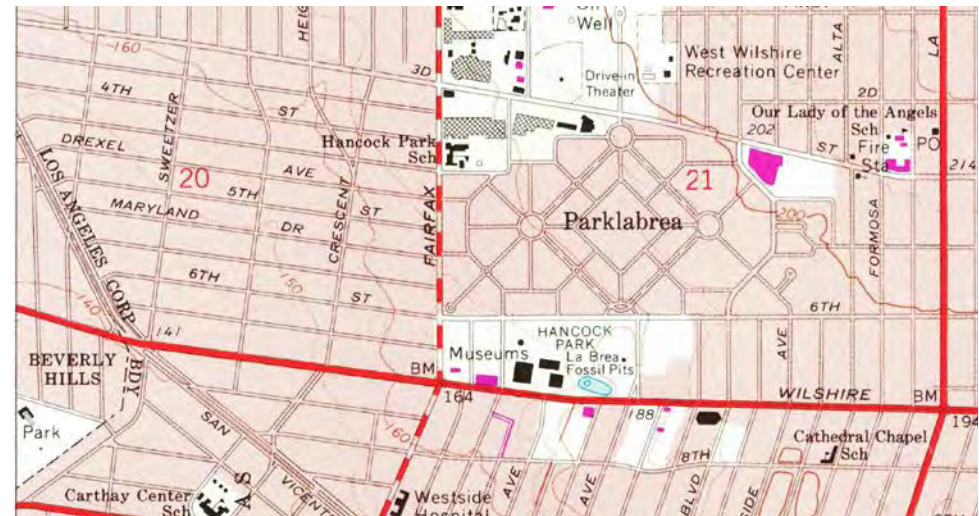 Well
160
HEIG
3D
4TH
ST
SWEETZER
DREXEL
AVE
LOS ANGELES CORP BDY
20
5TH
ST
MARYLAND
DR
CRESCENT
6TH
ST
150
140
141
FAIRFAX
Hancock Park
Sch
Drive-in
Theater
West Wilshire
Recreation Center
ALTA
LA
2D
Our Lady of the Angels
Sch
Fire
Sta
PO
202
ST
214
21
Parklabrea
200
FORMOSA
6TH
AVE
HANCOCK
PARK
Museums
La Brea
Fossil Pits
BM
164
188
WILSHIRE
BM
194
BEVERLY
HILLS
Park
SAN
VICENT
160
8TH
Cathedral Chapel
Sch
Carthay Center
Sch
SA
Westside
Hospital
AVE
AVE
BLVD
SIDE